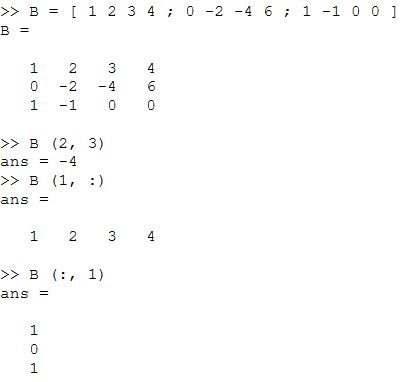 >> B = [ 1 2 3 4 ; 0 -2 -4 6 ; 1 -1 0 0 ]
B =
1 2 3 4
0 -2 -4 6
1 -1 0 0
>> B (2, 3)
ans = -4
>> B (1, :)
ans =
1 2 3 4
>> B (:, 1)
ans =
1
0
1